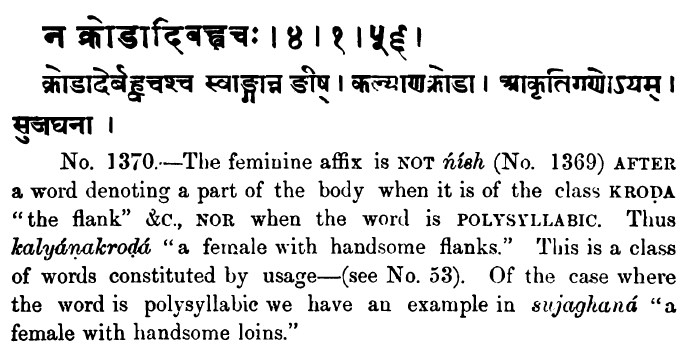 न क्रोडादिबह्वचः । ४ । १ । ५६ ।
क्रोडादेर्बह्वचश्च स्वाङ्गान्न ङीष् । कल्याणक्रोडा । आकृतिगणोऽयम् ।
सुजघना ।
No. 1370.—The feminine affix is NOT ńísh (No. 1369) AFTER
a word denoting a part of the body when it is of the class KROḌA
“the flank” &C., NOR when the word is POLYSYLLABIC. Thus
kalyáṇakroḍá “a female with handsome flanks.” This is a class
of words constituted by usage—(see No. 53). Of the case where
the word is polysyllabic we have an example in sujaghaná “a
female with handsome loins.”